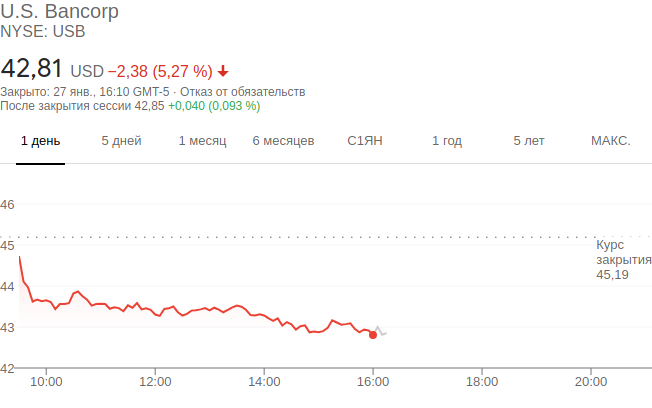 U.S. Bancorp
NYSE: USB
42,81 USD −2,38 (5,27 %)
Закрыто: 27 янв., 16:10 GMT-5 · Отказ от обязательств
После закрытия сессии 42,85 +0,040 (0,093 %)
1 день 5 дней 1 месяц 6 месяцев С1ЯН 1 год 5 лет МАКС.
46
45
Курс
закрытия
45,19
44
43
42
10:00 12:00 14:00 16:00 18:00 20:00